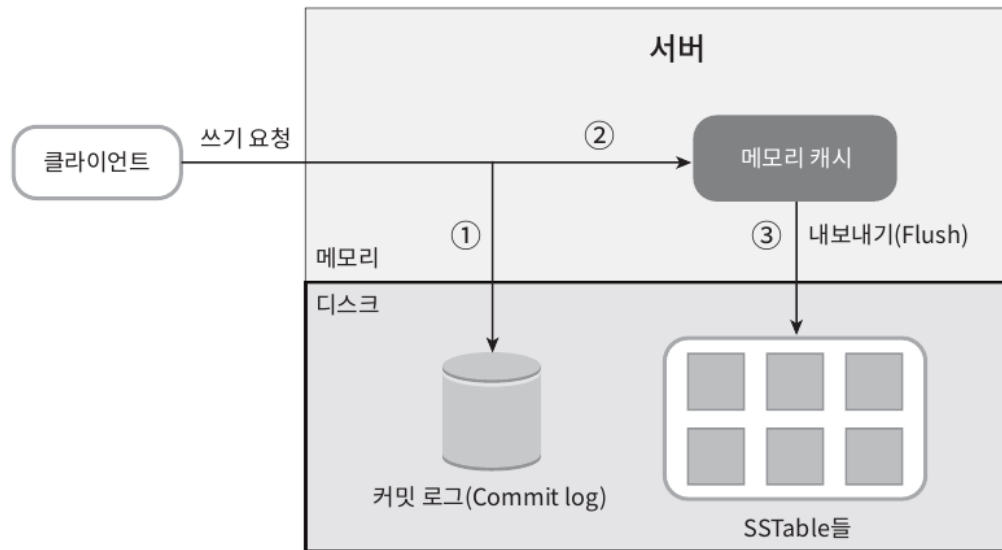 서버
클라이언트
쓰기 요청
②
메모리 캐시
①
③
내보내기(Flush)
메모리
디스크
커밋 로그(Commit log)
SSTable들